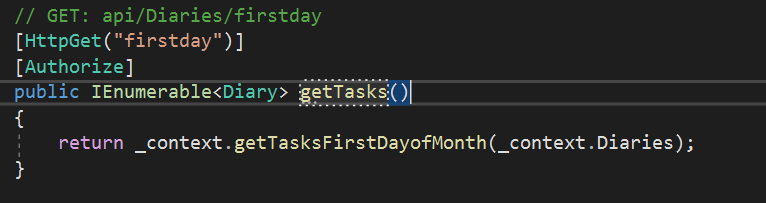 // GET: api/Diaries/firstday
[HttpGet("firstday")]
[Authorize]
public IEnumerable<Diary> getTasks()
{
return _context.getTasksFirstDayofMonth(_context.Diaries);
}